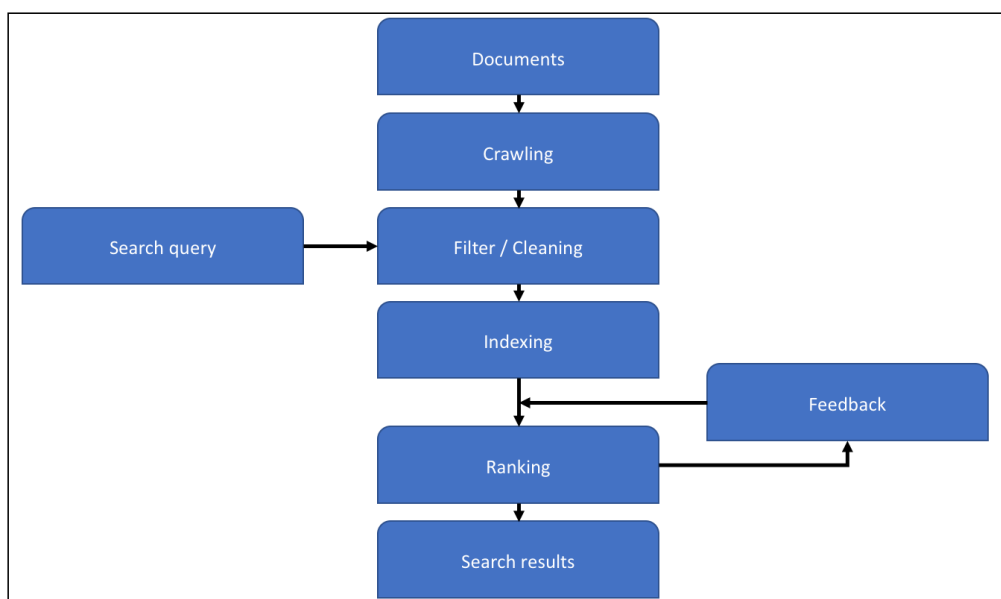 Documents
Crawling
Search query
Filter / Cleaning
Indexing
Feedback
Ranking
Search results